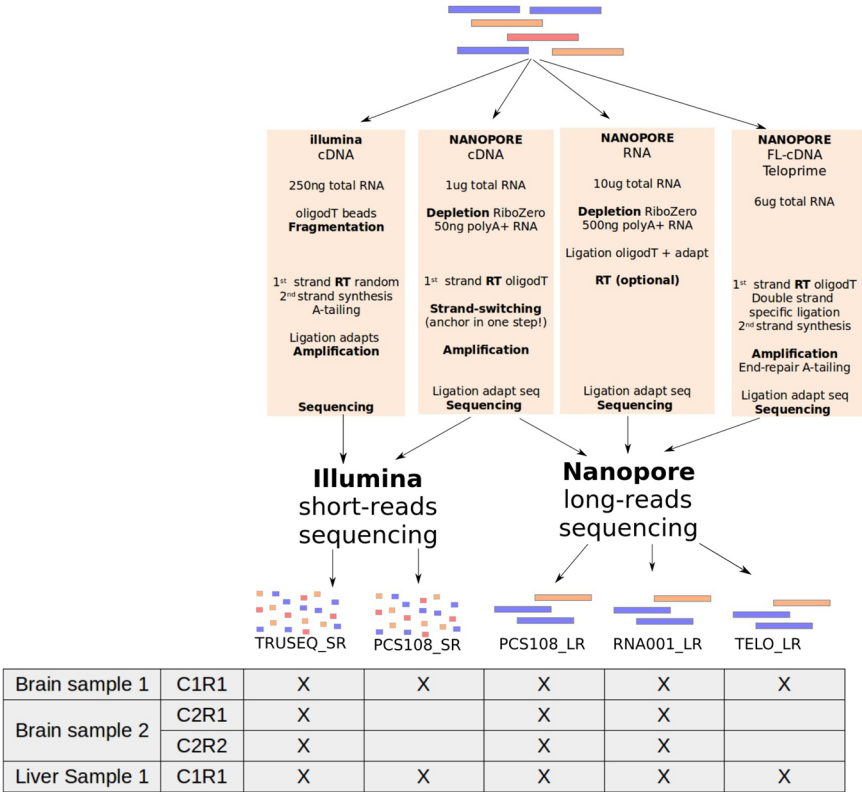 illumina
cDNA
250ng total RNA
oligodT beads
Fragmentation
1st strand RT random
2nd strand synthesis
A-tailing
Ligation adapts
Amplification
Sequencing
NANOPORE
cDNA
1ug total RNA
Depletion RiboZero
50ng polyA+ RNA
1st strand RT oligodT
Strand-switching
(anchor in one step!)
Amplification
Ligation adapt seq
Sequencing
NANOPORE
RNA
10ug total RNA
Depletion RiboZero
500ng polyA+ RNA
Ligation oligodT + adapt
RT (optional)
Ligation adapt seq
Sequencing
NANOPORE
FL-cDNA
Teloprime
6ug total RNA
1st strand RT oligodT
Double strand
specific ligation
2nd strand synthesis
Amplification
End-repair A-tailing
Ligation adapt seq
Sequencing
Illumina
short-reads
sequencing
Nanopore
long-reads
sequencing
TRUSEQ_SR PCS108_SR PCS108_LR RNA001_LR TELO_LR
Brain sample 1 C1R1 X X X X X
Brain sample 2
C2R1 X X X
C2R2 X X X
Liver Sample 1 C1R1 X X X X X